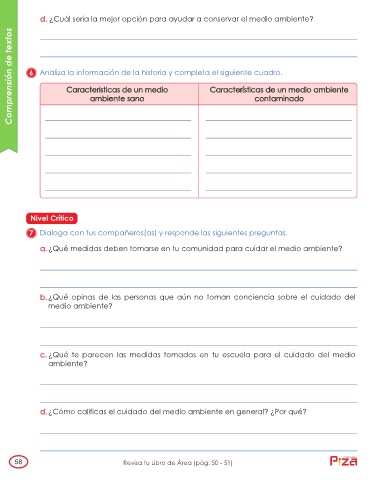 Comprensión de textos
d. ¿Cuál sería la mejor opción para ayudar a conservar el medio ambiente?
6 Analiza la información de la historia y completa el siguiente cuadro.
Características de un medio ambiente sano
Características de un medio ambiente contaminado
Nivel Crítico
7 Dialoga con tus compañeros(as) y responde las siguientes preguntas.
a. ¿Qué medidas deben tomarse en tu comunidad para cuidar el medio ambiente?
b. ¿Qué opinas de las personas que aún no toman conciencia sobre el cuidado del
medio ambiente?
c. ¿Qué te parecen las medidas tomadas en tu escuela para el cuidado del medio
ambiente?
d. ¿Cómo calificas el cuidado del medio ambiente en general? ¿Por qué?
58
Revisa tu Libro de Área (pág. 50 - 51)